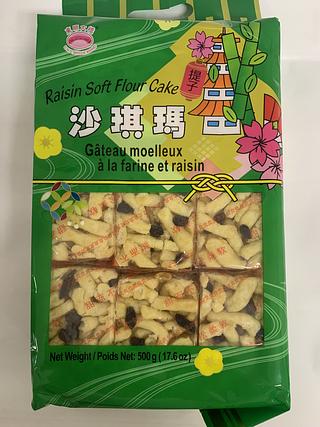 Raisin Soft Flour Cake
提子
沙琪瑪
Gâteau moelleux
à la farine et raisin
Net Weight / Poids Net: 500 g (17.6 oz)